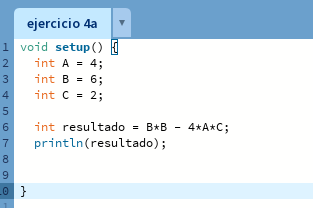 ejercicio 4a
1 void setup() {
2 int A = 4;
3 int B = 6;
4 int C = 2;
5
6 int resultado = B*B - 4*A*C;
7 println(resultado);
8
9
10 }